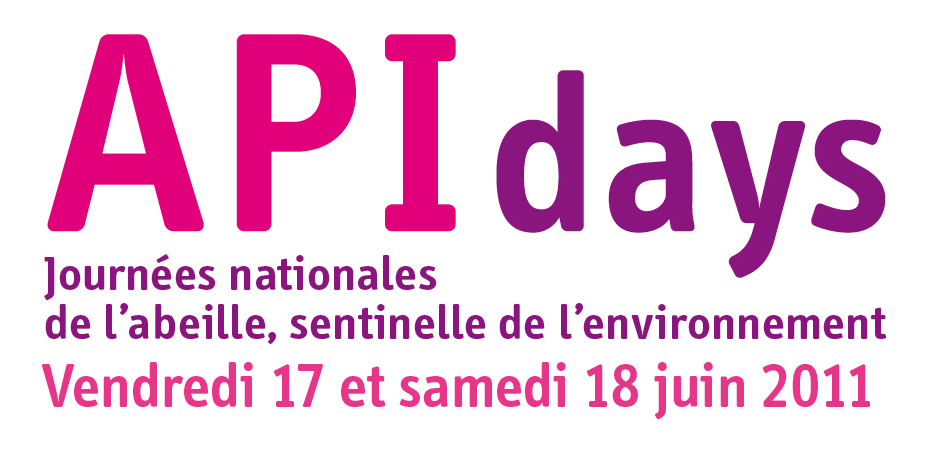 API days
Journées nationales
de l'abeille, sentinelle de l'environnement
Vendredi 17 et samedi 18 juin 2011